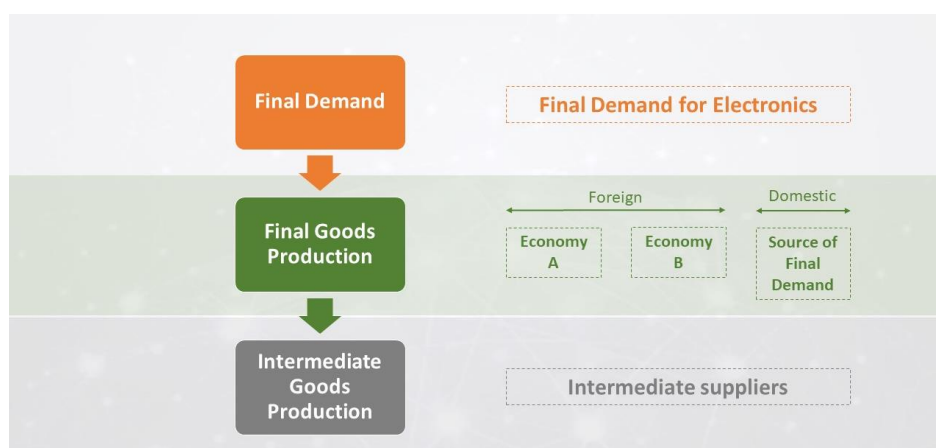 Final Demand
Final Demand for Electronics
Foreign
Domestic
Final Goods
Production
Economy
A
Economy
B
Source of
Final
Demand
Intermediate
Goods
Production
Intermediate suppliers